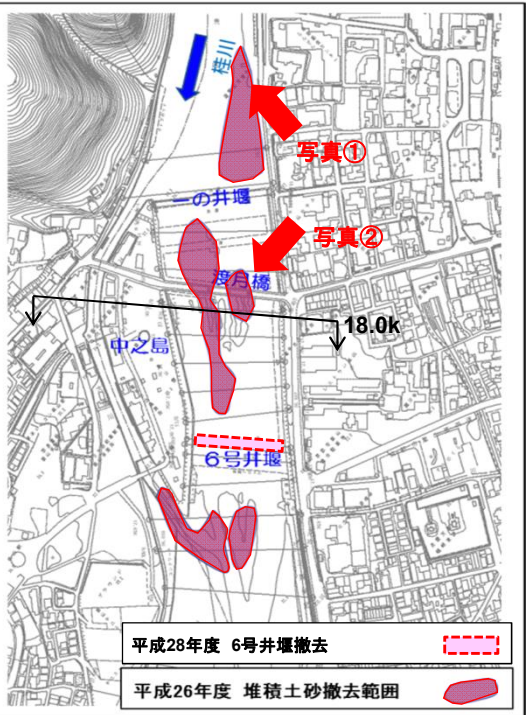 桂川
写真①
一の井堰
写真②
渡月橋
18.0k
中之島
6号井堰
平成28年度 6号井堰撤去
平成26年度 堆積土砂撤去範囲